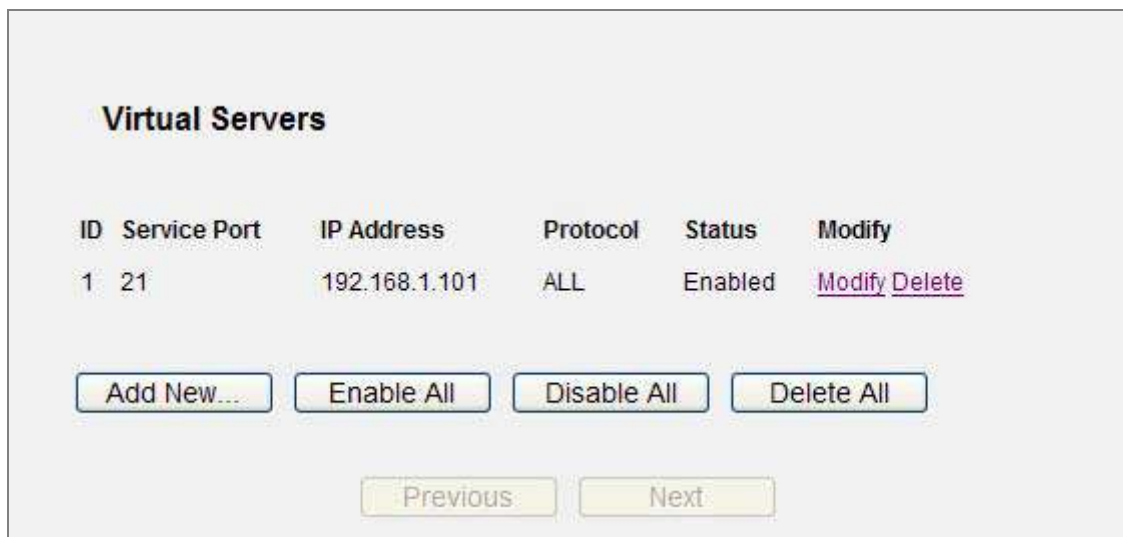 Virtual Servers
ID Service Port IP Address Protocol Status Modify
1 21 192.168.1.101 ALL Enabled Modify Delete
Add New... Enable All Disable All Delete All
Previous Next